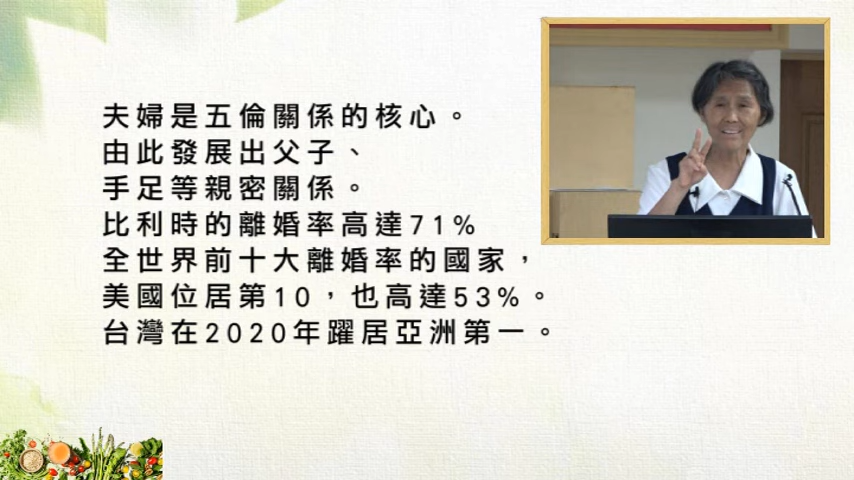 夫婦是五倫關係的核心。
由此發展出父子、
手足等親密關係。
比利時的離婚率高達71%
全世界前十大離婚率的國家，
美國位居第10，也高達53%。
台灣在2020年躍居亞洲第一。